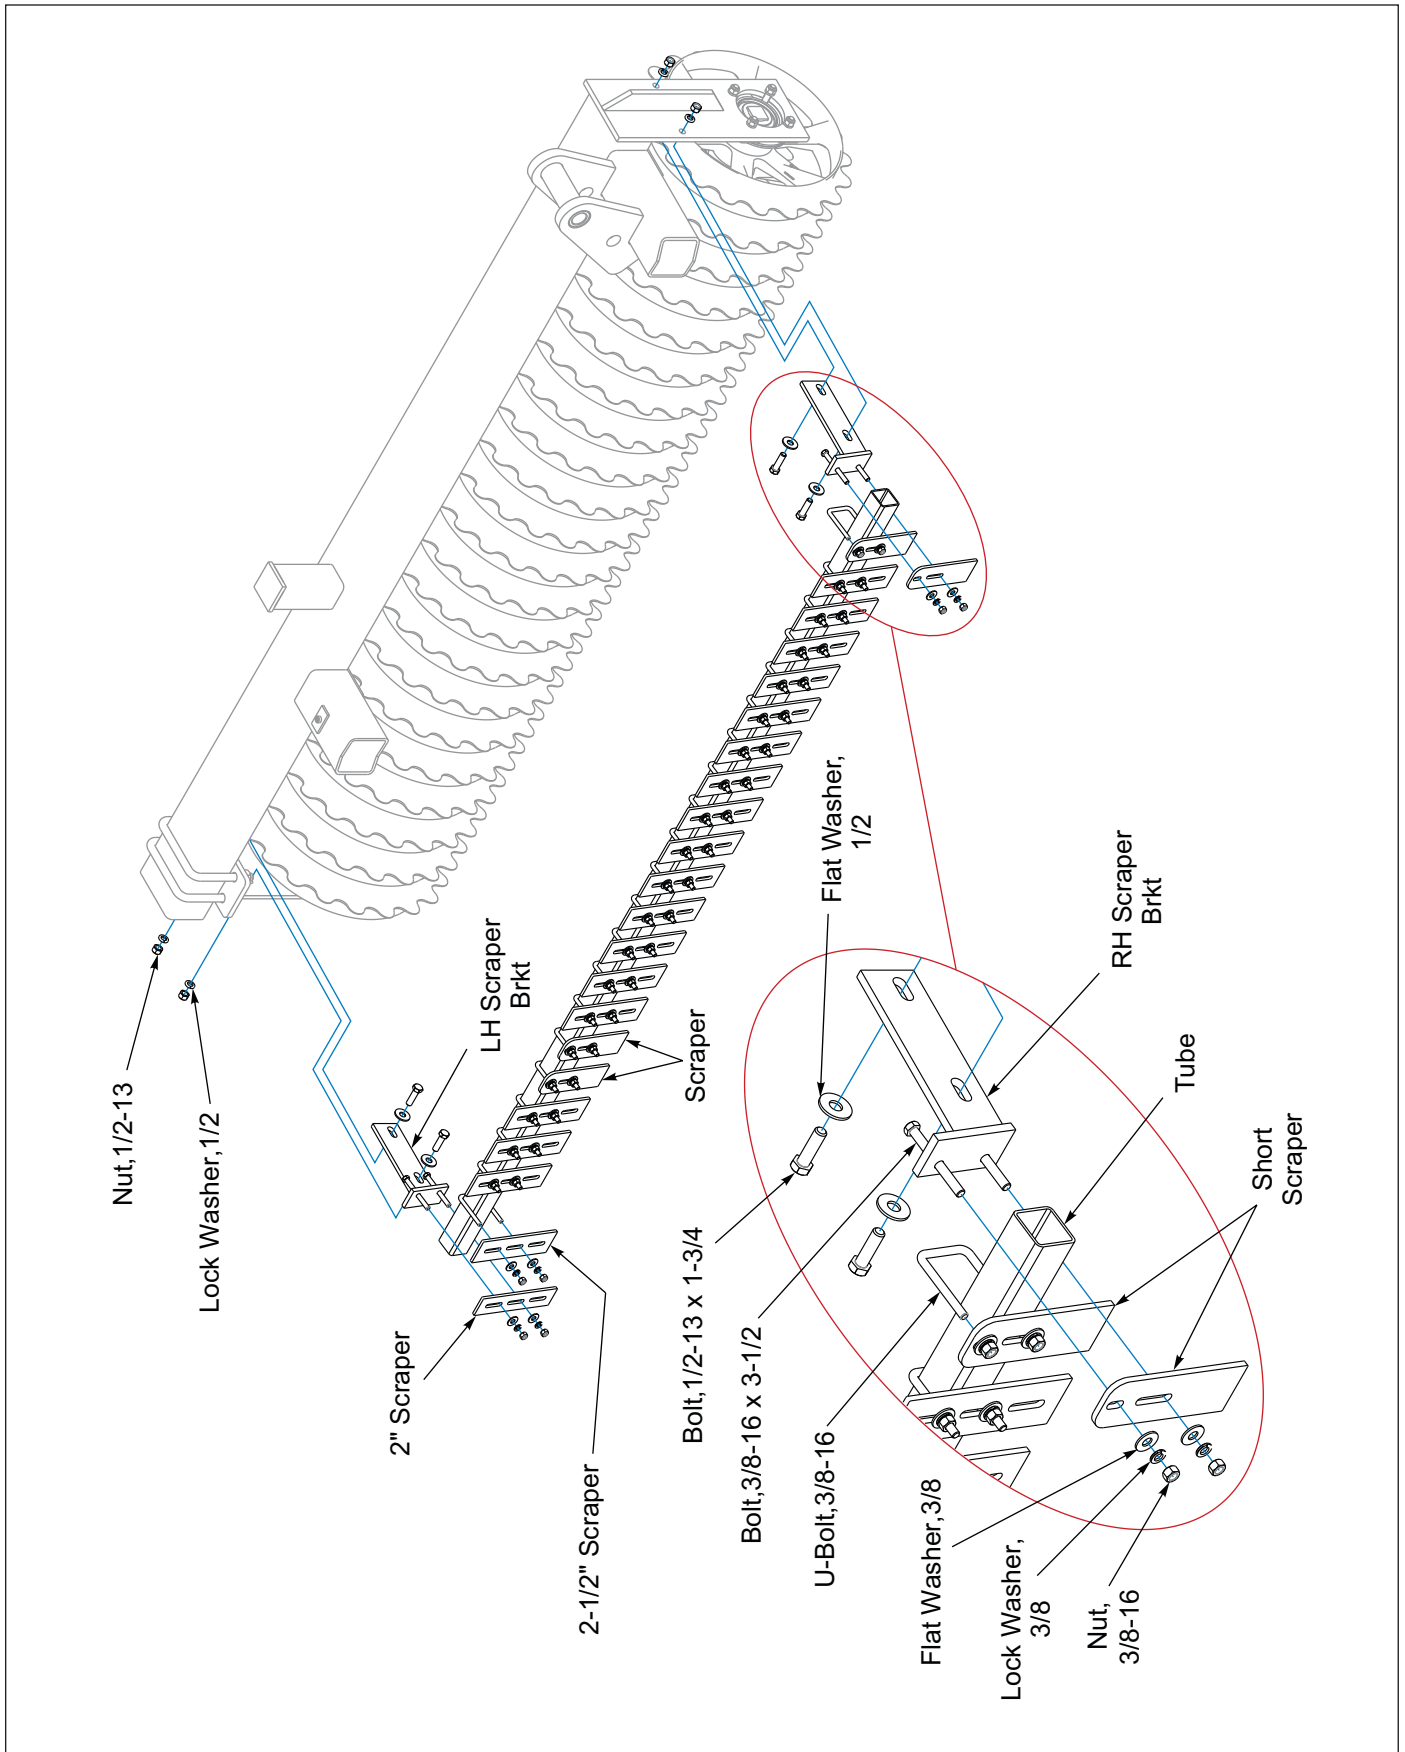 Nut,1/2-13
Lock Washer,1/2
LH Scraper
Brkt
2" Scraper
2-1/2" Scraper
Scraper
Bolt,1/2-13 x 1-3/4
Bolt,3/8-16 x 3-1/2
U-Bolt,3/8-16
Flat Washer,3/8
Lock Washer,
3/8
Nut,
3/8-16
Flat Washer,
1/2
RH Scraper
Brkt
Tube
Short
Scraper